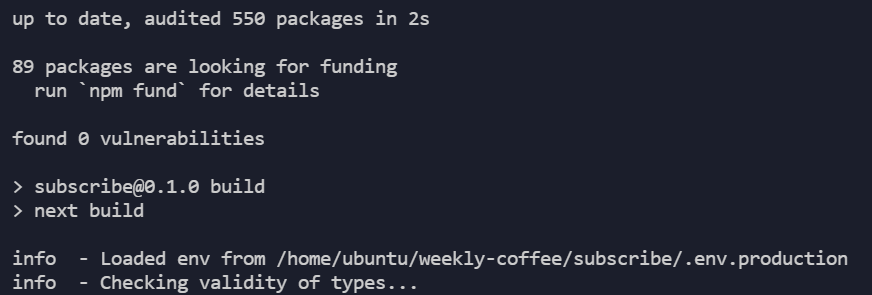 up to date, audited 550 packages in 2s
89 packages are looking for funding
run `npm fund` for details
found 0 vulnerabilities
> subscribe@0.1.0 build
> next build
info  - Loaded env from /home/ubuntu/weekly-coffee/subscribe/.env.production
info  - Checking validity of types...